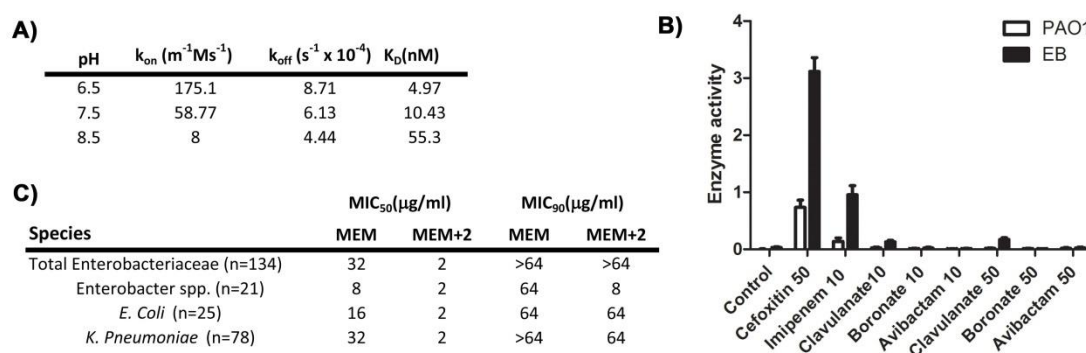 A)
pH kon (m-1Ms-1) koff (s-1 x 10-4) KD(nM)
6.5 175.1 8.71 4.97
7.5 58.77 6.13 10.43
8.5 8 4.44 55.3
C)
MIC50(µg/ml) MIC90(µg/ml)
Species MEM MEM+2 MEM MEM+2
Total Enterobacteriaceae (n=134) 32 2 >64 >64
Enterobacter spp. (n=21) 8 2 64 8
E. Coli (n=25) 16 2 64 64
K. Pneumoniae (n=78) 32 2 >64 64
B)
PAO1
EB
Enzyme activity
4
3
2
1
0
Control
Cefoxitin 50
Imipenem 10
Clavulanate10
Boronate 10
Avibactam 10
Clavulanate 50
Boronate 50
Avibactam 50